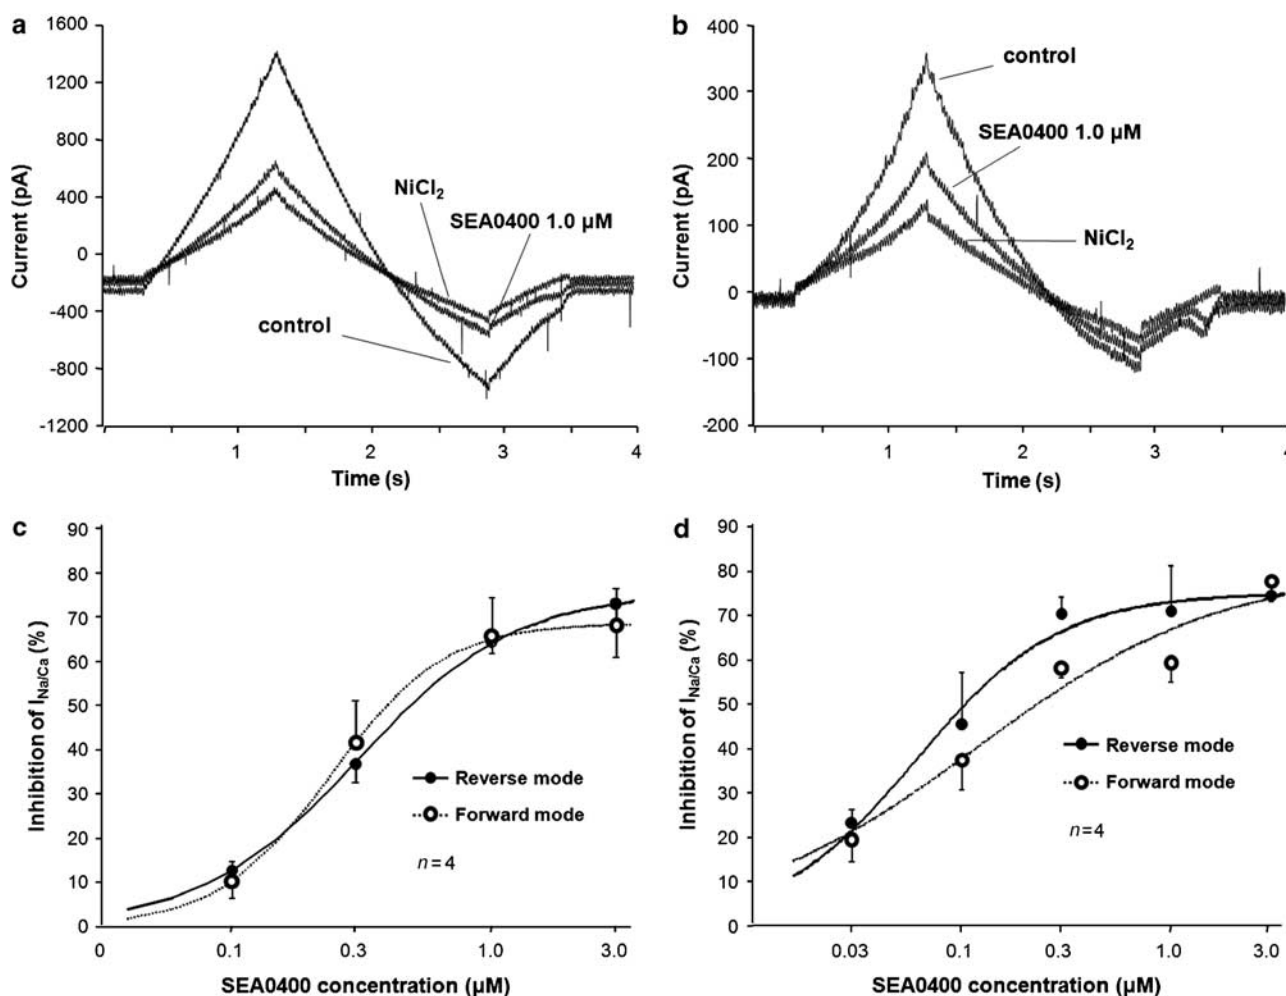 a
1600
1200
800
400
0
-400
-800
-1200
Current (pA)
NiCl₂
SEA0400 1.0 µM
control
1
2
3
4
Time (s)
b
400
300
200
100
0
-100
-200
Current (pA)
control
SEA0400 1.0 µM
NiCl₂
1
2
3
4
Time (s)
c
90
80
70
60
50
40
30
20
10
0
Inhibition of I_Na/Ca (%)
Reverse mode
Forward mode
n=4
0
0.1
0.3
1.0
3.0
SEA0400 concentration (µM)
d
90
80
70
60
50
40
30
20
10
0
Inhibition of I_Na/Ca (%)
Reverse mode
Forward mode
n=4
0.03
0.1
0.3
1.0
3.0
SEA0400 concentration (µM)